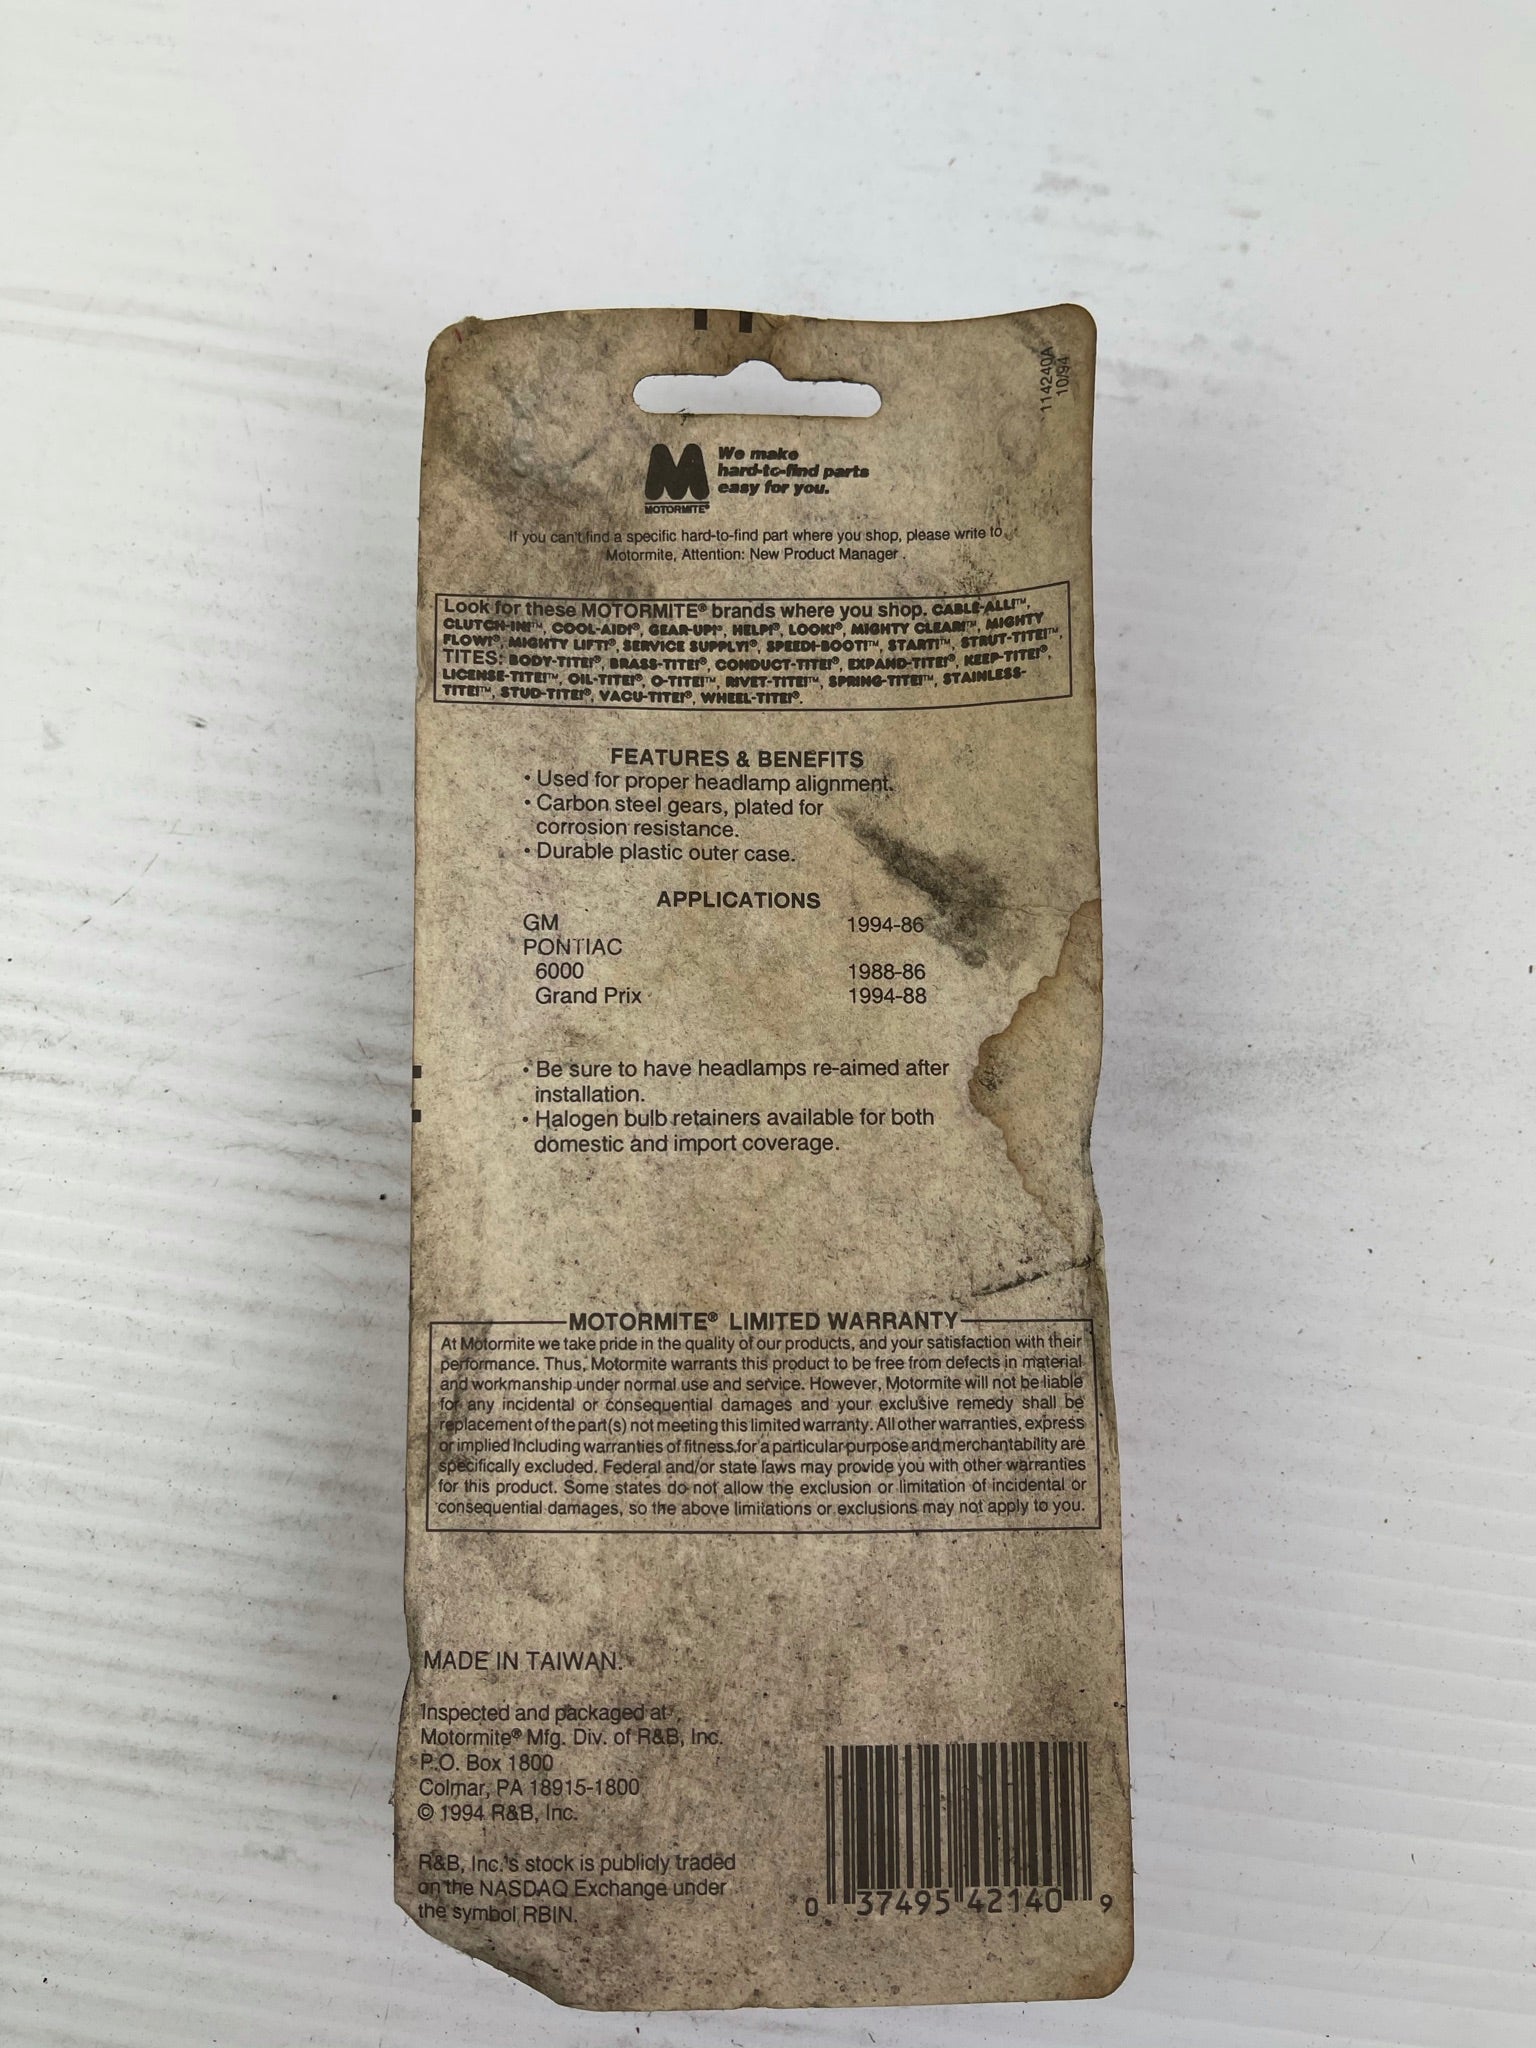 114240A
10/94
M
MOTORMITE®
We make
hard-to-find parts
easy for you.
If you can't find a specific hard-to-find part where you shop, please write to
Motormite, Attention: New Product Manager .
Look for these MOTORMITE® brands where you shop. CABLE-ALL!™,
CLUTCH-IN!™, COOL-AID!®, GEAR-UP!®, HELP!®, LOOK!®, MIGHTY CLEAR!™, MIGHTY
FLOW!®, MIGHTY LIFT!®, SERVICE SUPPLY!®, SPEEDI-BOOT!™, START!™, STRUT-TITE!™,
TITES: BODY-TITE!®, BRASS-TITE!®, CONDUCT-TITE!®, EXPAND-TITE!®, KEEP-TITE!®,
LICENSE-TITE!™, OIL-TITE!®, O-TITE!™, RIVET-TITE!™, SPRING-TITE!™, STAINLESS-
TITE!™, STUD-TITE!®, VACU-TITE!®, WHEEL-TITE!®.
FEATURES & BENEFITS
• Used for proper headlamp alignment.
• Carbon steel gears, plated for
corrosion resistance.
• Durable plastic outer case.
APPLICATIONS
GM 1994-86
PONTIAC
6000 1988-86
Grand Prix 1994-88
• Be sure to have headlamps re-aimed after
installation.
• Halogen bulb retainers available for both
domestic and import coverage.
MOTORMITE® LIMITED WARRANTY
At Motormite we take pride in the quality of our products, and your satisfaction with their
performance. Thus, Motormite warrants this product to be free from defects in material
and workmanship under normal use and service. However, Motormite will not be liable
for any incidental or consequential damages and your exclusive remedy shall be
replacement of the part(s) not meeting this limited warranty. All other warranties, express
or implied including warranties of fitness for a particular purpose and merchantability are
specifically excluded. Federal and/or state laws may provide you with other warranties
for this product. Some states do not allow the exclusion or limitation of incidental or
consequential damages, so the above limitations or exclusions may not apply to you.
MADE IN TAIWAN.
Inspected and packaged at
Motormite® Mfg. Div. of R&B, Inc.
P.O. Box 1800
Colmar, PA 18915-1800
© 1994 R&B, Inc.
R&B, Inc.'s stock is publicly traded
on the NASDAQ Exchange under
the symbol RBIN.
0 37495 42140 9